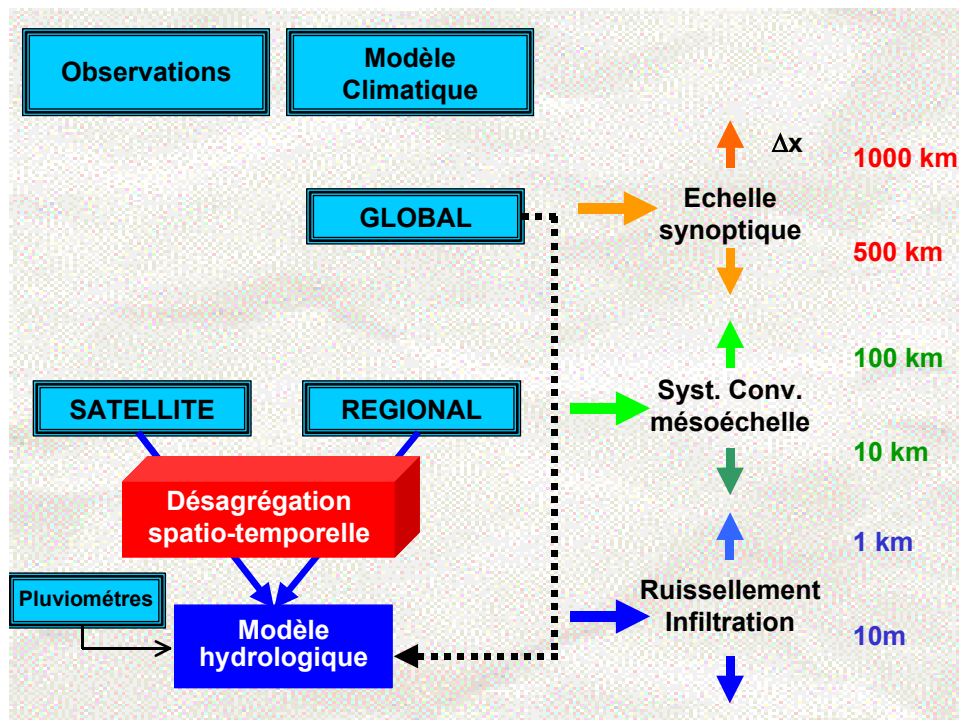 Observations
Modèle
Climatique
Δx
1000 km
GLOBAL
Echelle
synoptique
500 km
100 km
SATELLITE
REGIONAL
Syst. Conv.
mésoéchelle
10 km
Désagrégation
spatio-temporelle
1 km
Pluviométres
Ruissellement
Infiltration
Modèle
hydrologique
10m